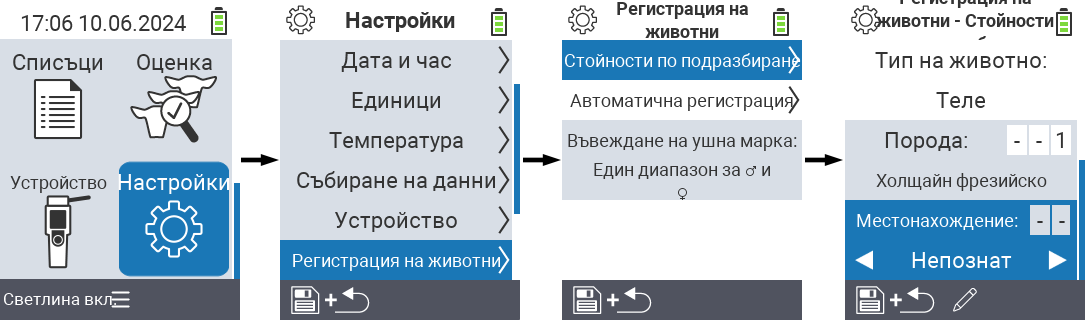 17:06 10.06.2024
Списъци
Оценка
Устройство
Настройки
Светлина вкл.
Настройки
Дата и час
Единици
Температура
Събиране на данни
Устройство
Регистрация на животни
+
Регистрация на
животни
Стойности по подразбиране
Автоматична регистрация
Въвеждане на ушна марка:
Един диапазон за ♂ и
♀
+
Регистрация на
животни - Стойности
Тип на животно:
Теле
Порода: - - 1
Холщайн фрезийско
Местонахождение: - -
Непознат
+